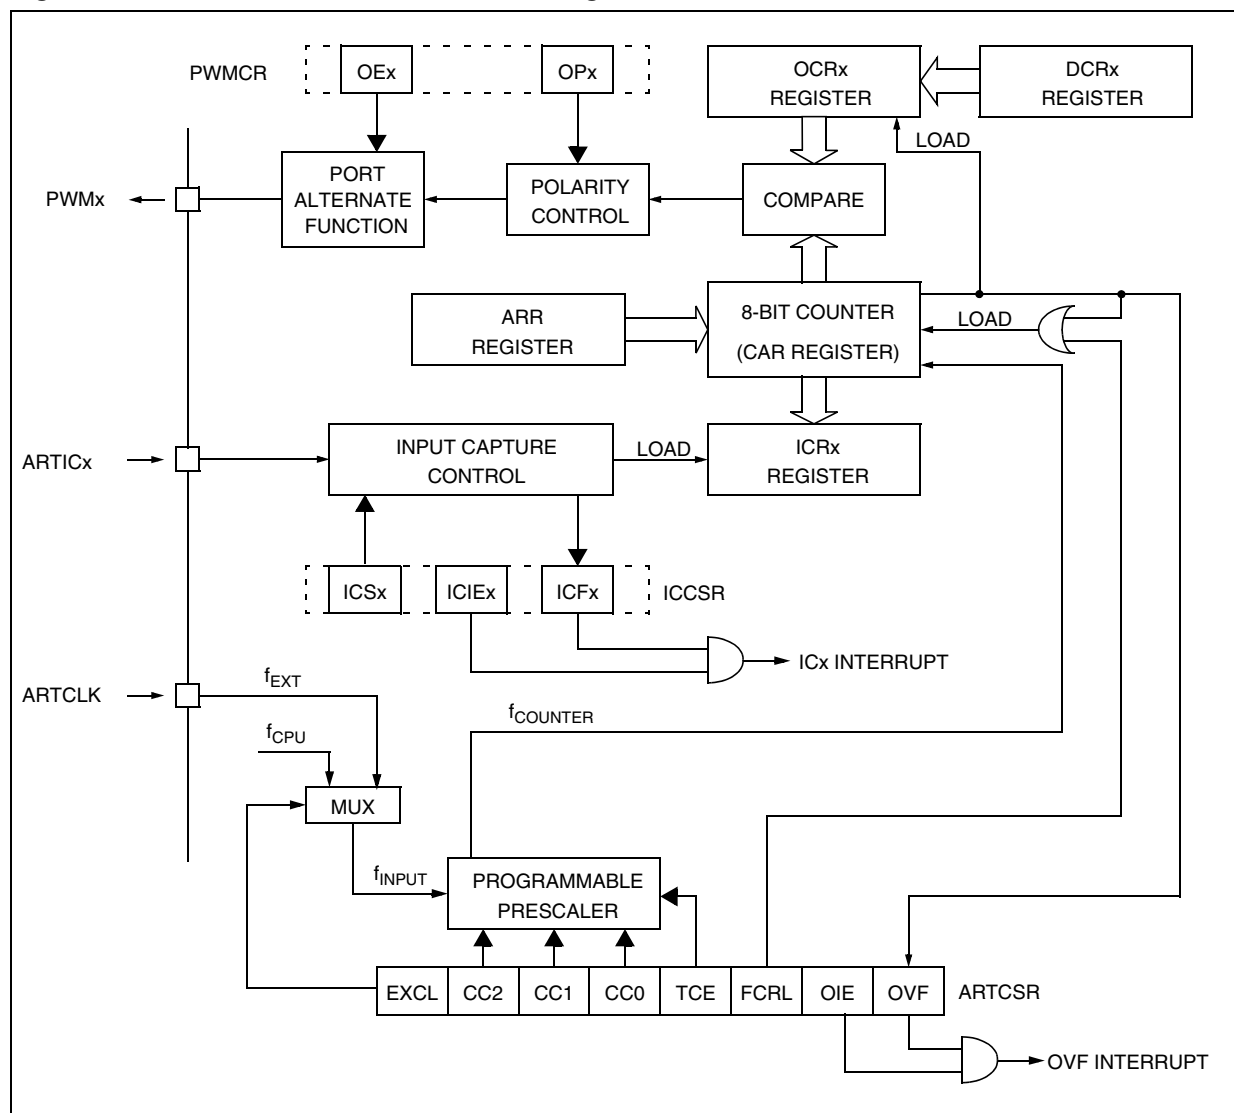 PWMCR
OEx
OPx
OCRx
REGISTER
DCRx
REGISTER
LOAD
PWMx
PORT
ALTERNATE
FUNCTION
POLARITY
CONTROL
COMPARE
ARR
REGISTER
8-BIT COUNTER
(CAR REGISTER)
LOAD
ARTICx
INPUT CAPTURE
CONTROL
LOAD
ICRx
REGISTER
ICSx
ICIEx
ICFx
ICCSR
ICx INTERRUPT
ARTCLK
fEXT
fCPU
fCOUNTER
MUX
fINPUT
PROGRAMMABLE
PRESCALER
EXCL
CC2
CC1
CC0
TCE
FCRL
OIE
OVF
ARTCSR
OVF INTERRUPT